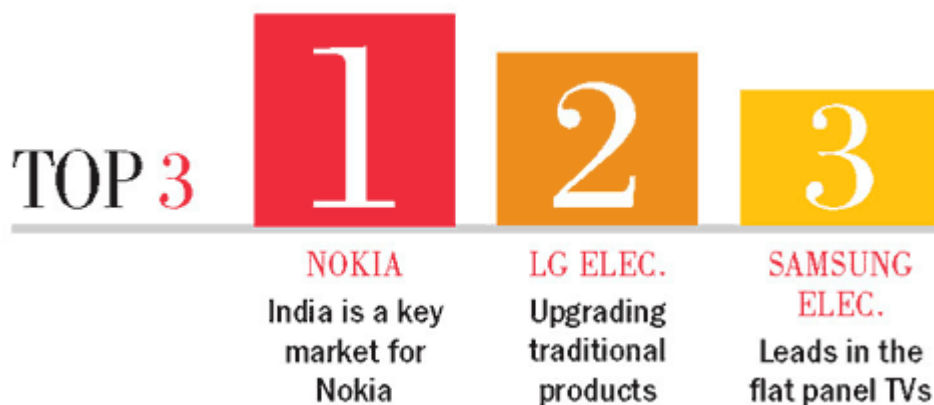 TOP 3
1
2
3
NOKIA
India is a key
market for
Nokia
LG ELEC.
Upgrading
traditional
products
SAMSUNG
ELEC.
Leads in the
flat panel TVs